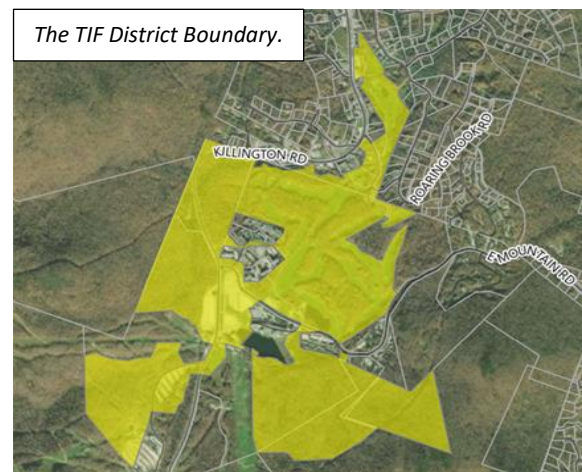 The TIF District Boundary.
KILLINGTON RD
ROARING BROOK RD
E MOUNTAIN RD